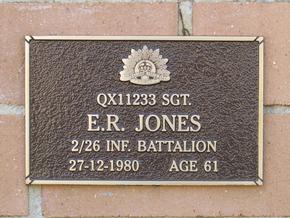 QX11233 SGT.
E.R. JONES
2/26 INF. BATTALION
27-12-1980 AGE 61